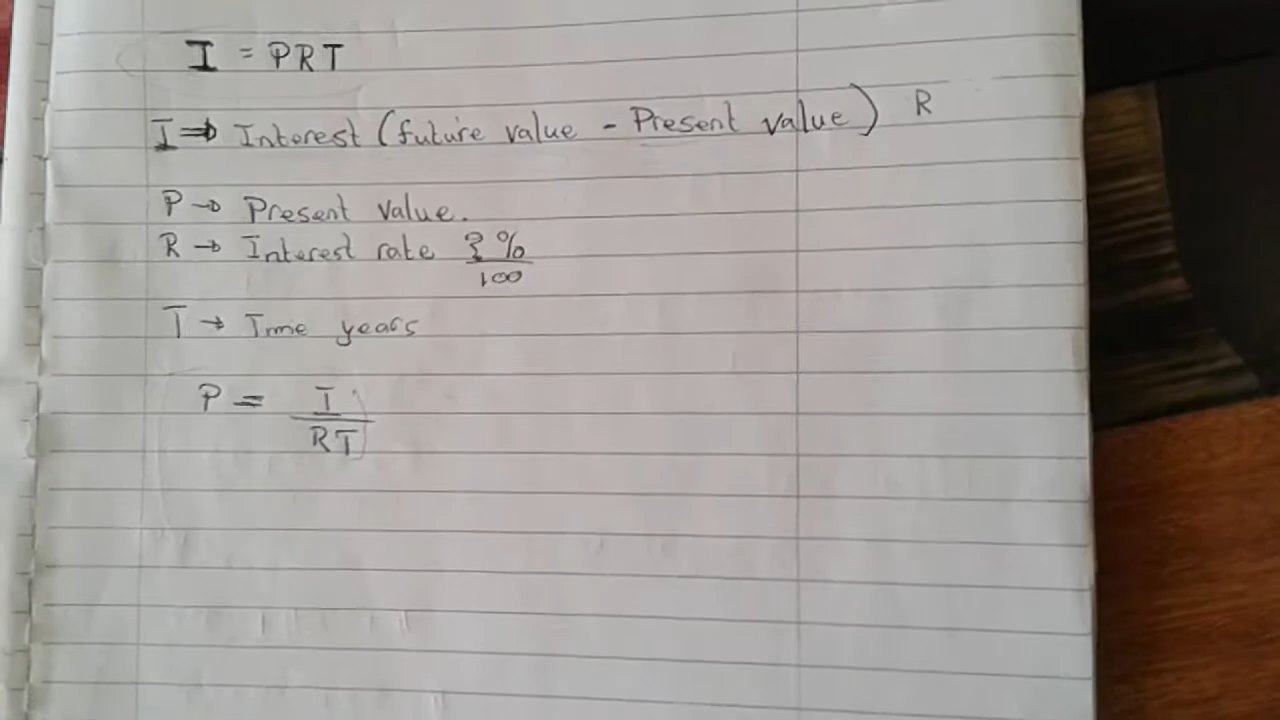 I = PRT
I ⇒ Interest (future value - Present value) R
P → Present value.
R → Interest rate ?%/100
T → Time years
P = I/RT